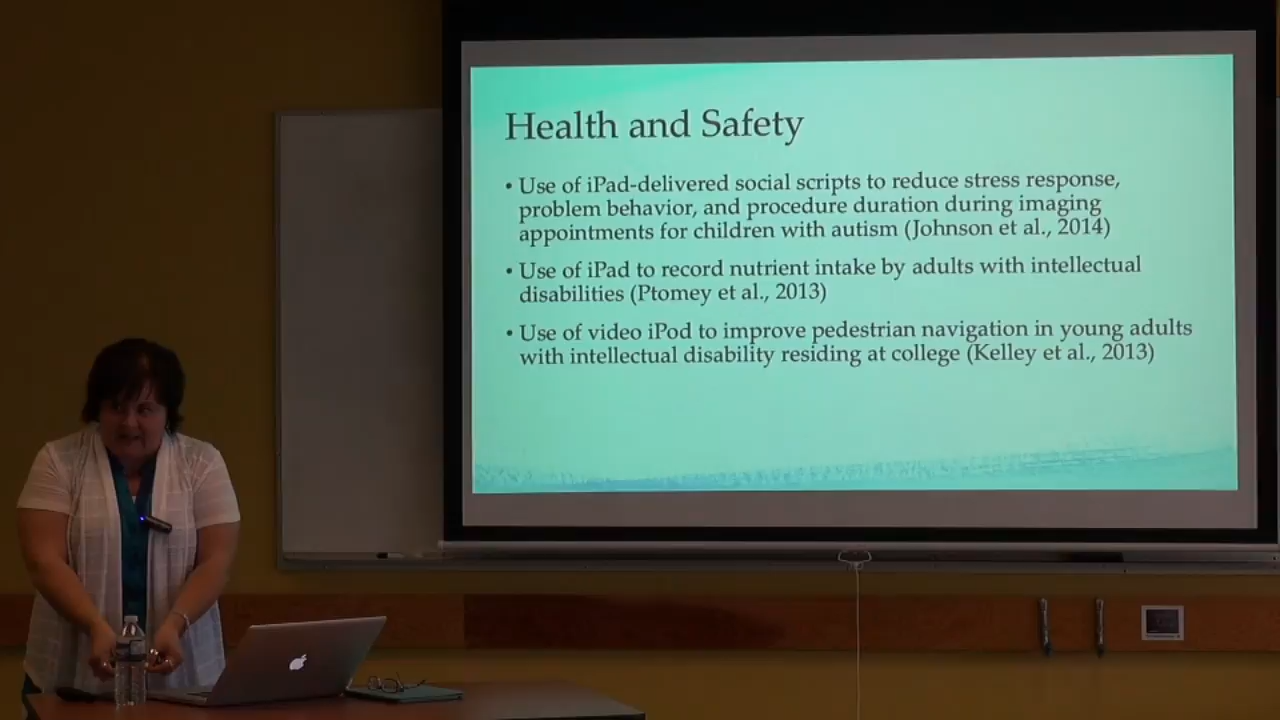 Health and Safety
• Use of iPad-delivered social scripts to reduce stress response,
problem behavior, and procedure duration during imaging
appointments for children with autism (Johnson et al., 2014)
• Use of iPad to record nutrient intake by adults with intellectual
disabilities (Ptomey et al., 2013)
• Use of video iPod to improve pedestrian navigation in young adults
with intellectual disability residing at college (Kelley et al., 2013)